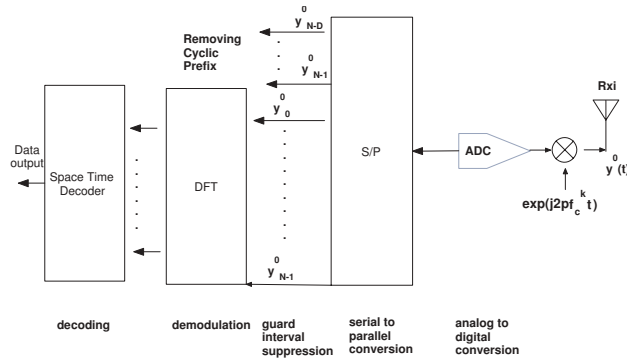 y 0 N-D
Removing
Cyclic
Prefix
y 0 N-1
y 0 0
Rxi
Data
output
Space Time
Decoder
DFT
S/P
ADC
y 0 (t)
exp(j2pf c k t)
y 0 N-1
decoding
demodulation
guard
interval
suppression
serial to
parallel
conversion
analog to
digital
conversion